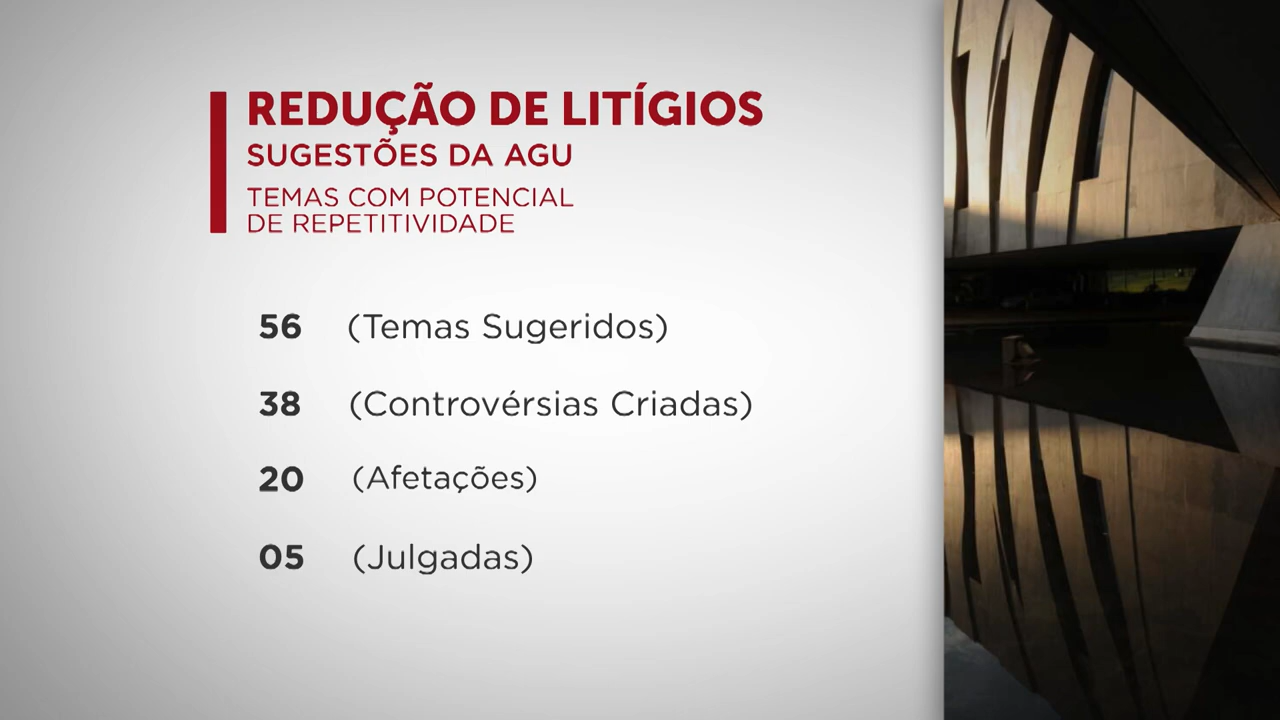 REDUÇÃO DE LITÍGIOS
SUGESTÕES DA AGU
TEMAS COM POTENCIAL
DE REPETITIVIDADE
56 (Temas Sugeridos)
38 (Controvérsias Criadas)
20 (Afetações)
05 (Julgadas)